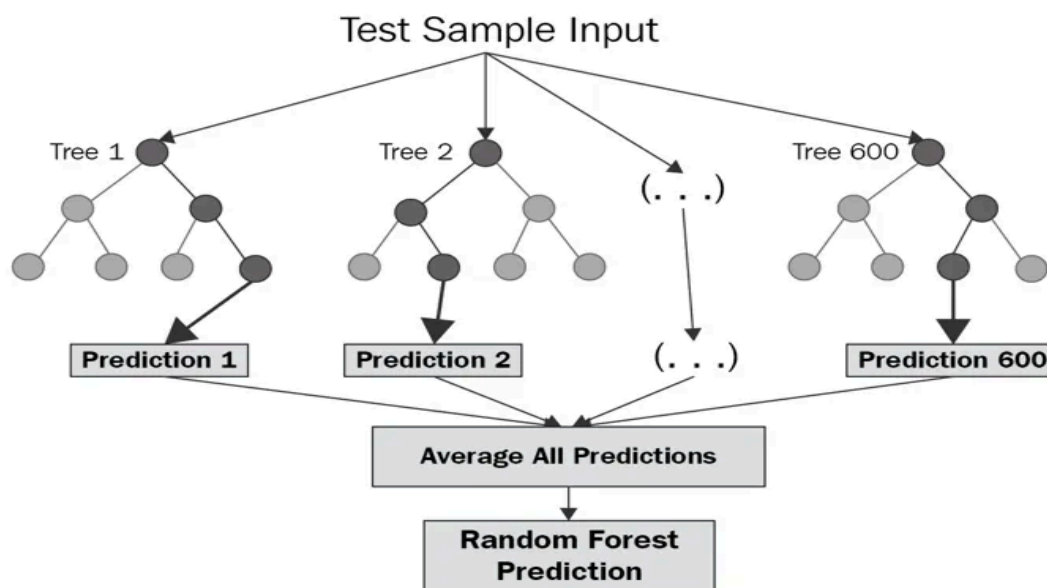 Test Sample Input
Tree 1
Tree 2
(. . .)
Tree 600
Prediction 1
Prediction 2
(. . .)
Prediction 600
Average All Predictions
Random Forest
Prediction